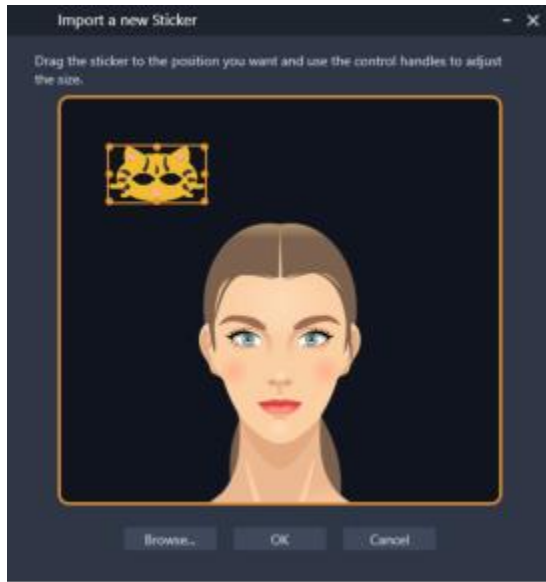 Import a new Sticker
Drag the sticker to the position you want and use the control handles to adjust
the size.
Browse...
OK
Cancel